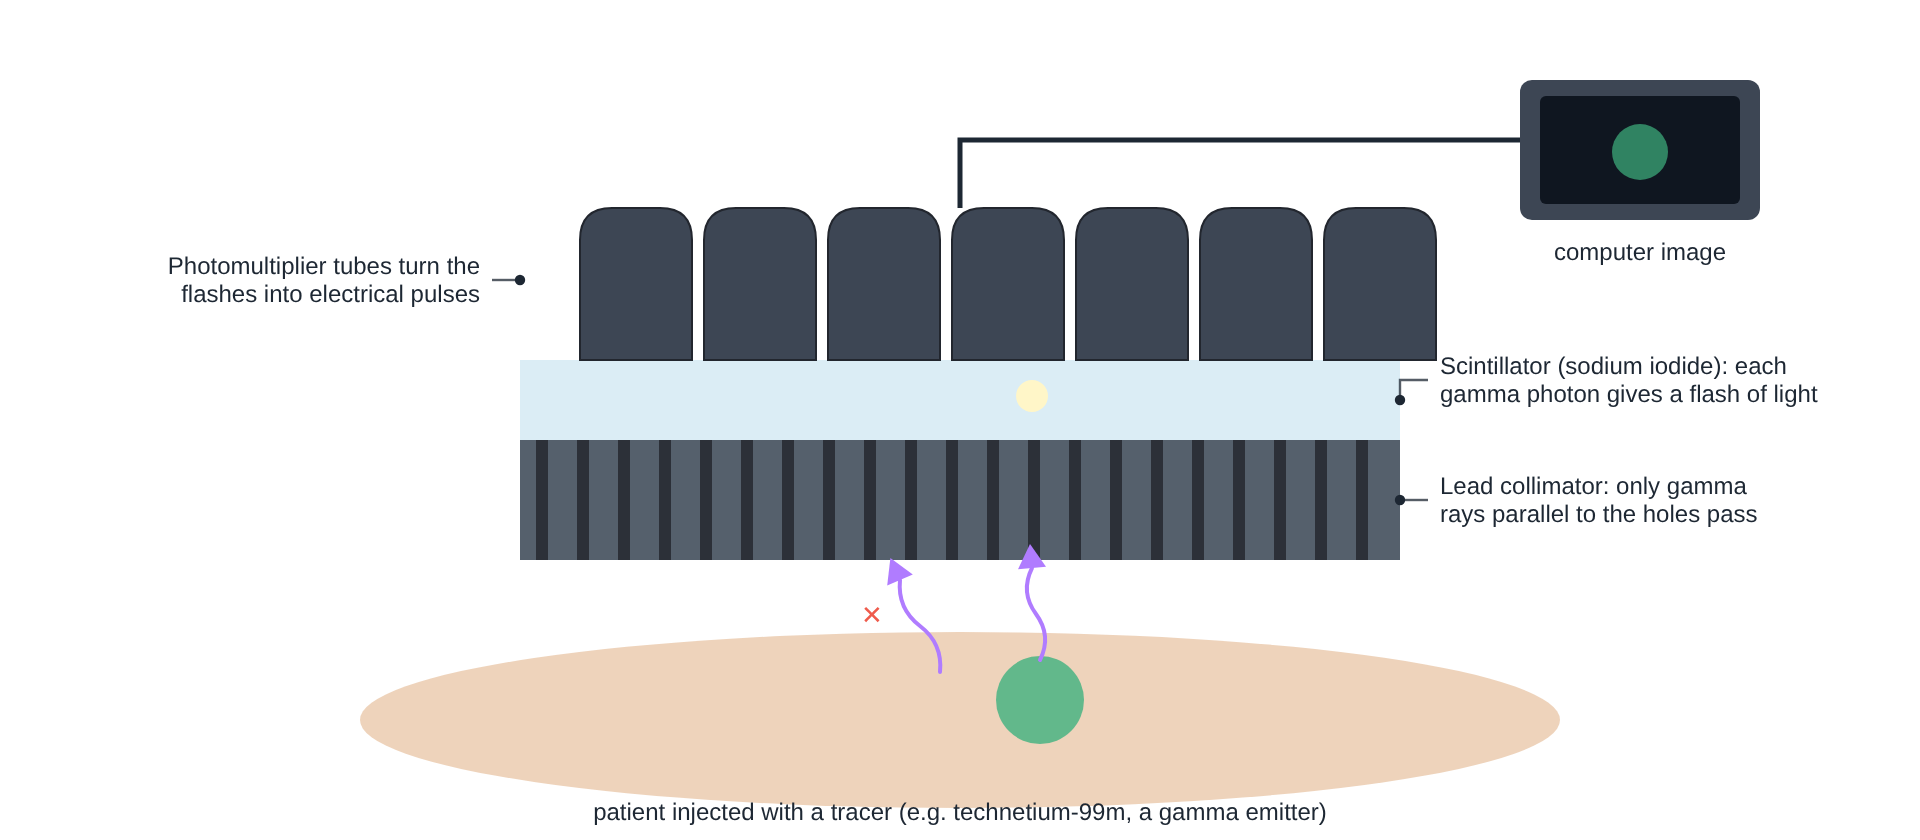 computer image
Photomultiplier tubes turn the
flashes into electrical pulses
Scintillator (sodium iodide): each
gamma photon gives a flash of light
Lead collimator: only gamma
rays parallel to the holes pass
patient injected with a tracer (e.g. technetium-99m, a gamma emitter)